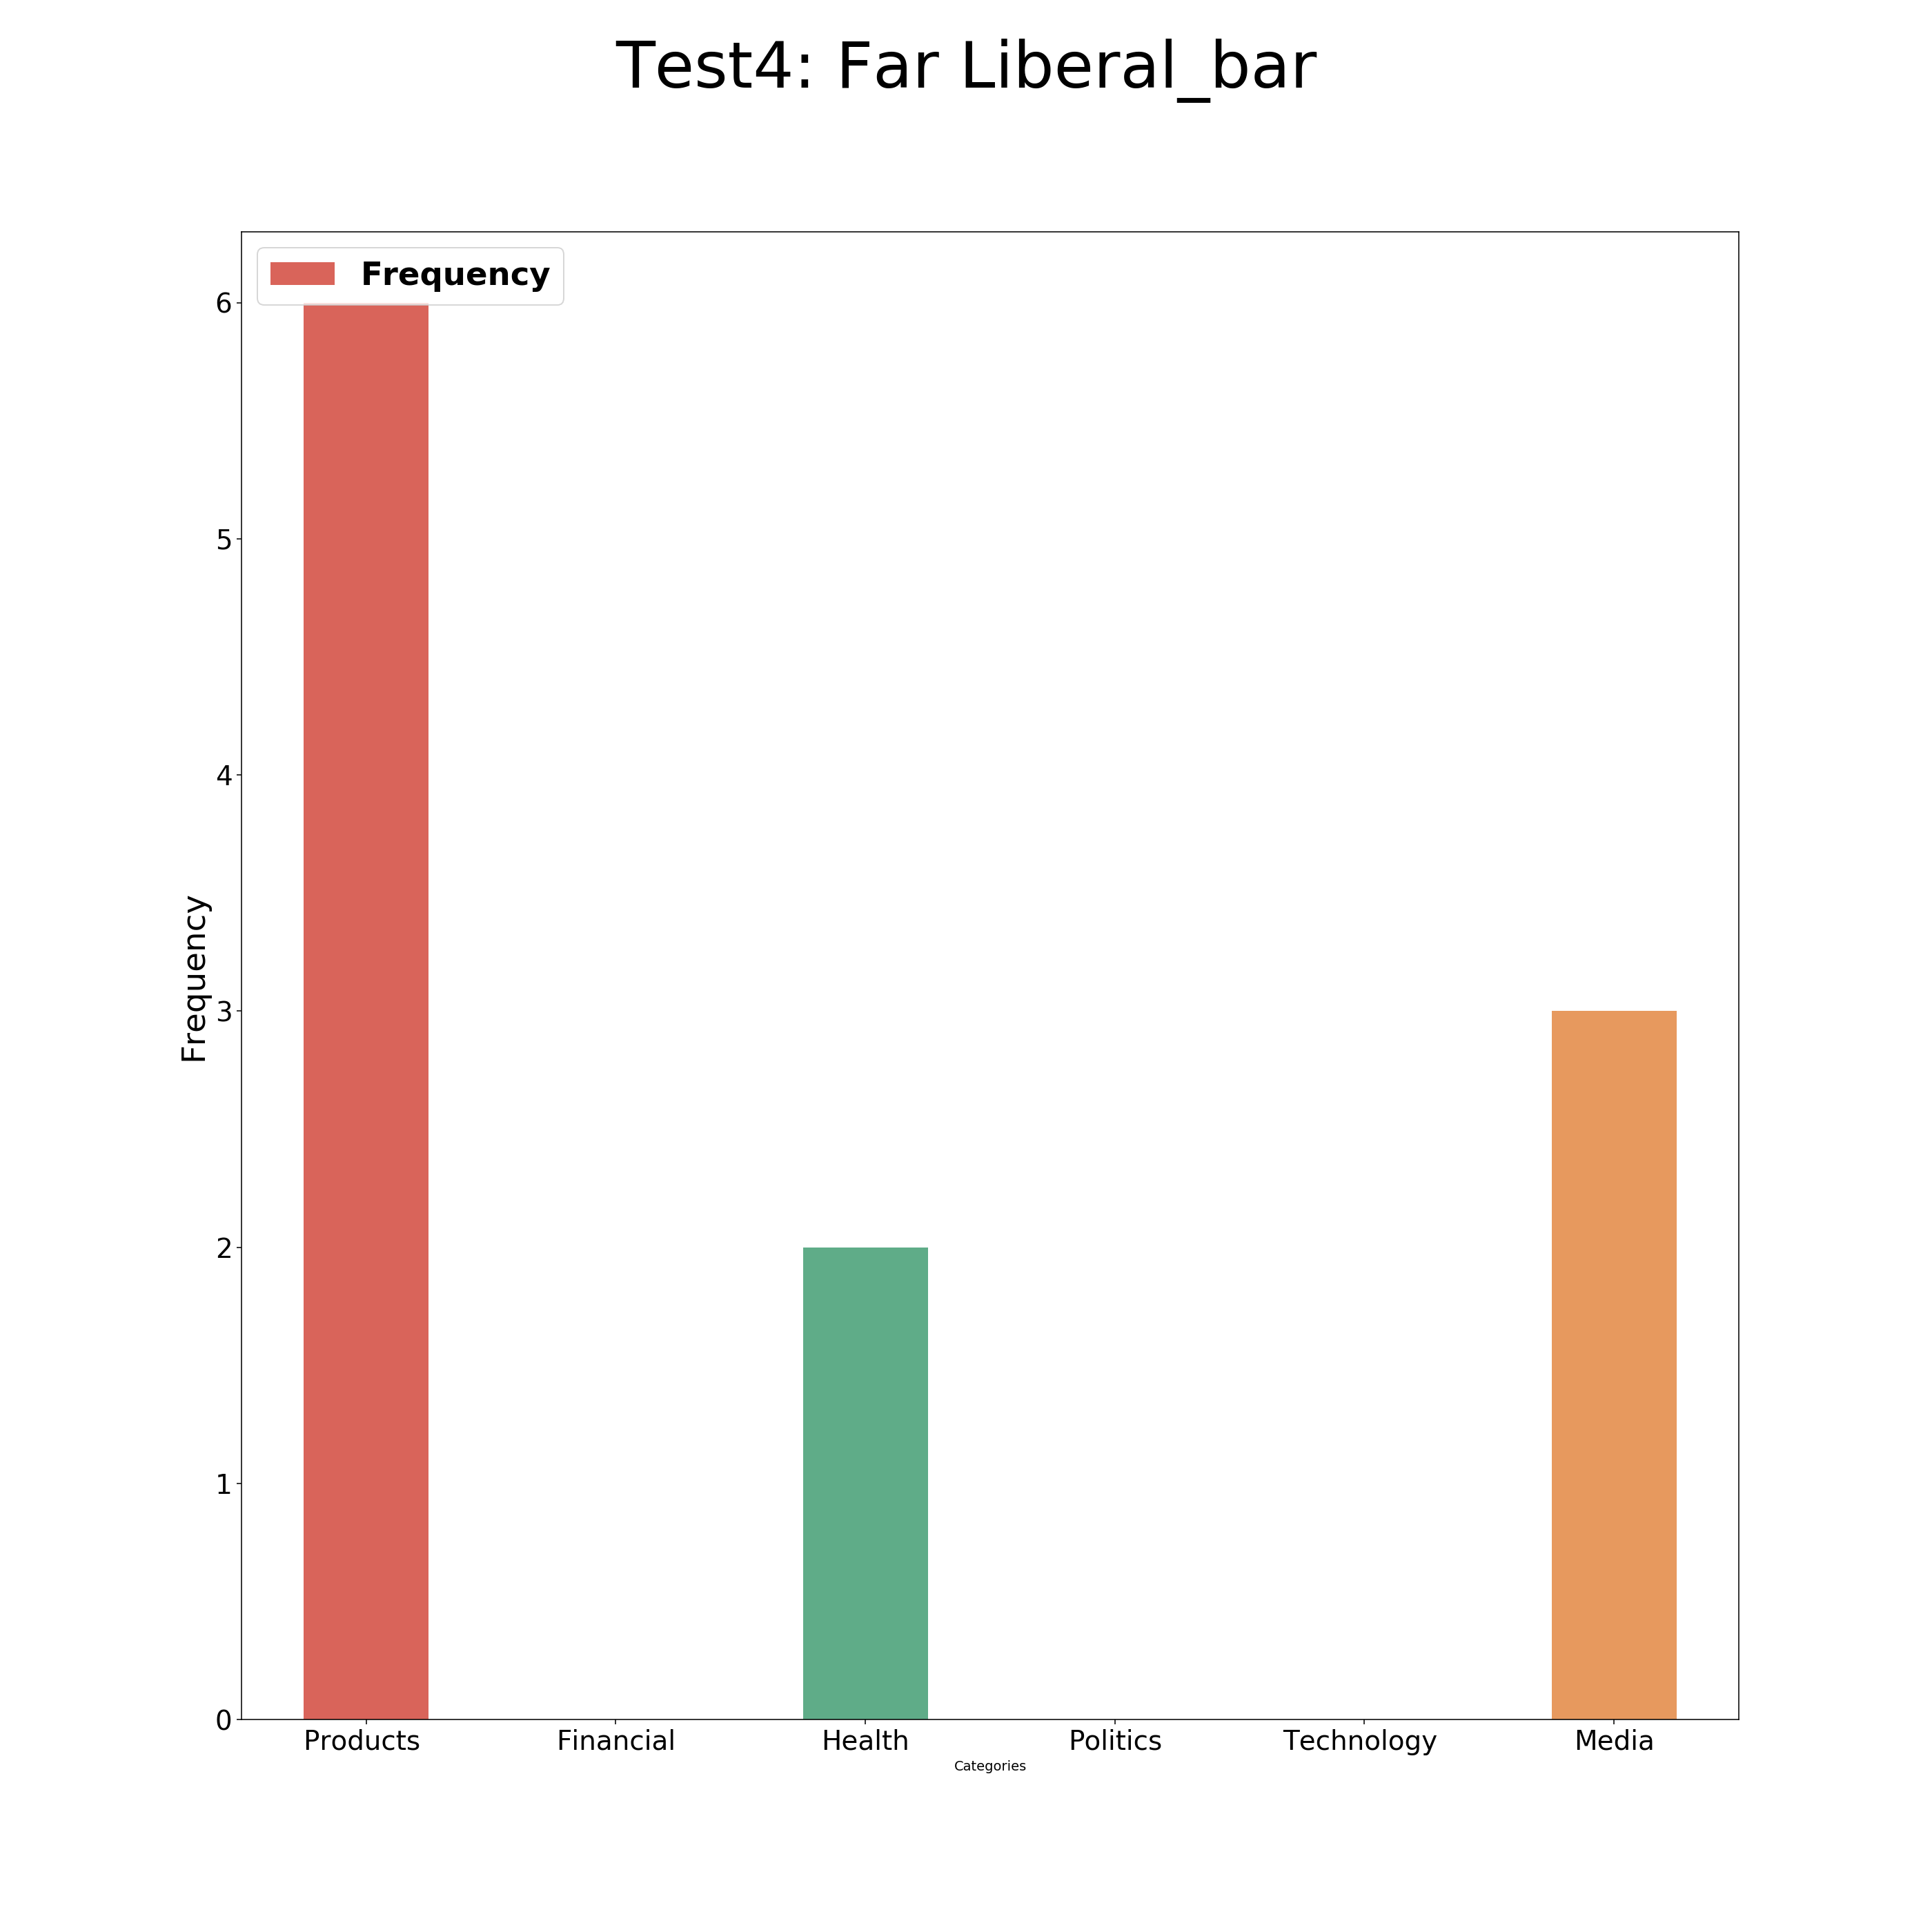 Test4: Far Liberal_bar
Frequency
6
5
4
3
2
1
0
Frequency
Products Financial Health Politics Technology Media
Categories